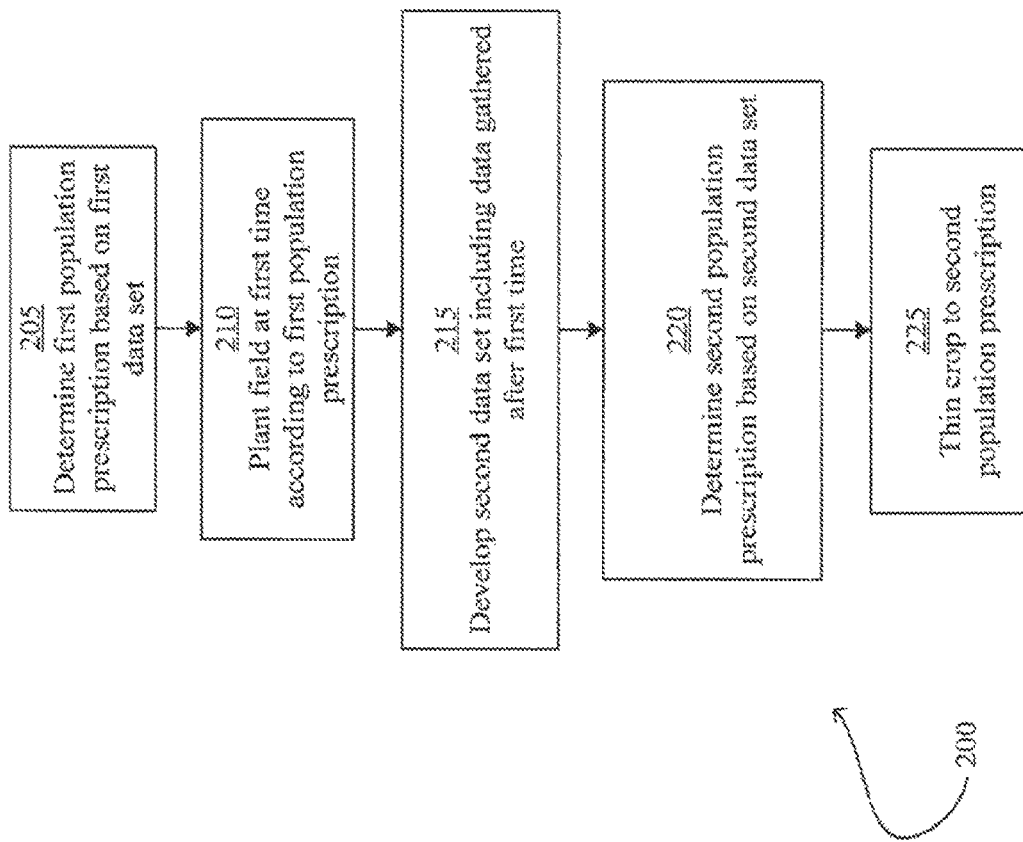 205
Determine first population
prescription based on first
data set
210
Plant field at first time
according to first population
prescription
215
Develop second data set including data gathered
after first time
220
Determine second population
prescription based on second data set
225
Thin crop to second
population prescription
200